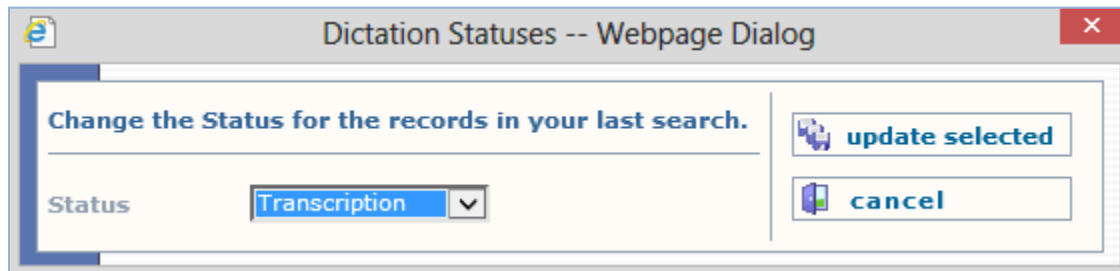 Dictation Statuses -- Webpage Dialog
Change the Status for the records in your last search.
Status
Transcription
update selected
cancel